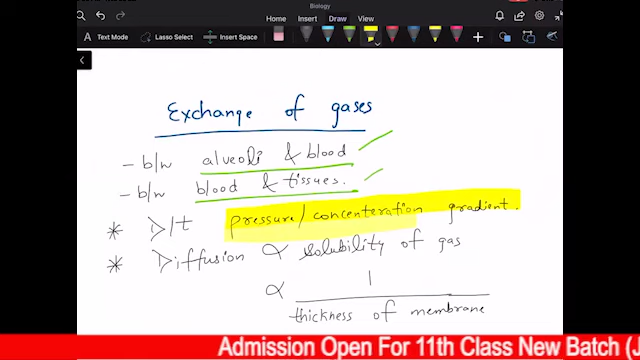 Biology
Home Insert Draw View
Text Mode Lasso Select Insert Space
Exchange of gases
- b/w alveoli & blood
- b/w blood & tissues.
* D/t pressure/concenteration gradient.
* Diffusion ∝ solubility of gas
∝ 1
thickness of membrane
Admission Open For 11th Class New Batch (J